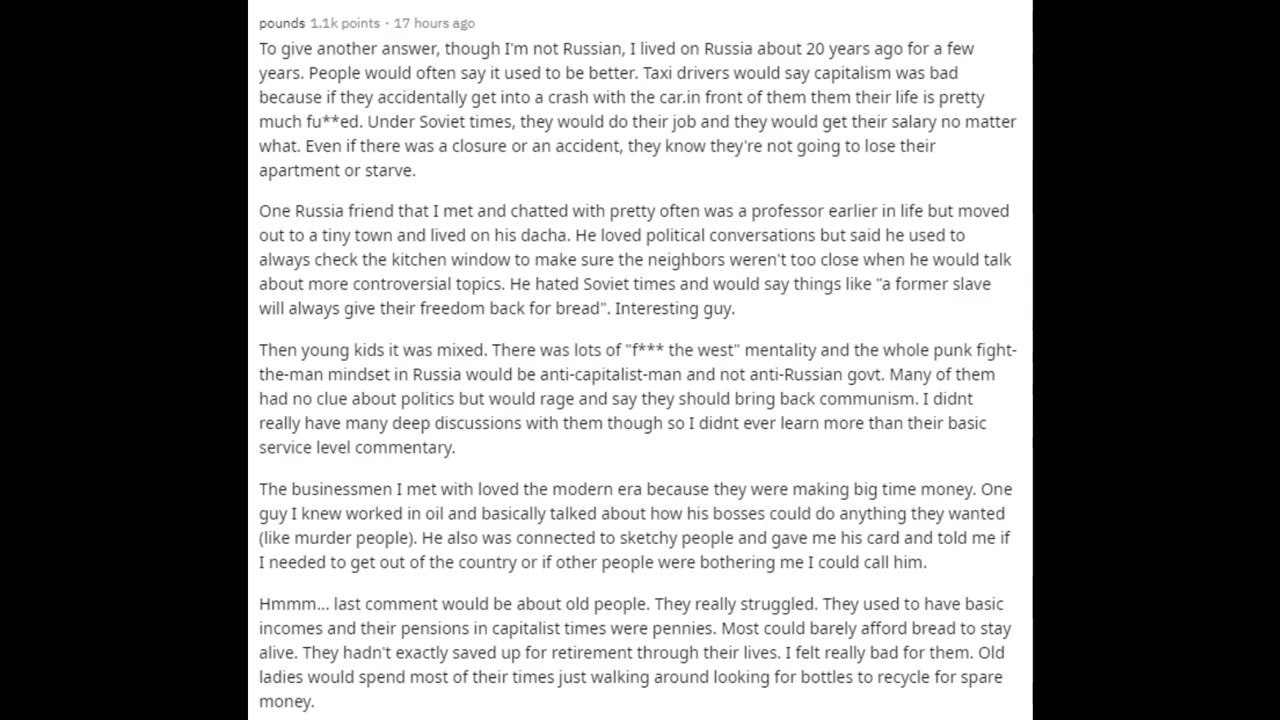 pounds 1.1k points · 17 hours ago
To give another answer, though I'm not Russian, I lived on Russia about 20 years ago for a few
years. People would often say it used to be better. Taxi drivers would say capitalism was bad
because if they accidentally get into a crash with the car.in front of them them their life is pretty
much fu**ed. Under Soviet times, they would do their job and they would get their salary no matter
what. Even if there was a closure or an accident, they know they're not going to lose their
apartment or starve.
One Russia friend that I met and chatted with pretty often was a professor earlier in life but moved
out to a tiny town and lived on his dacha. He loved political conversations but said he used to
always check the kitchen window to make sure the neighbors weren't too close when he would talk
about more controversial topics. He hated Soviet times and would say things like "a former slave
will always give their freedom back for bread". Interesting guy.
Then young kids it was mixed. There was lots of "f*** the west" mentality and the whole punk fight-
the-man mindset in Russia would be anti-capitalist-man and not anti-Russian govt. Many of them
had no clue about politics but would rage and say they should bring back communism. I didnt
really have many deep discussions with them though so I didnt ever learn more than their basic
service level commentary.
The businessmen I met with loved the modern era because they were making big time money. One
guy I knew worked in oil and basically talked about how his bosses could do anything they wanted
(like murder people). He also was connected to sketchy people and gave me his card and told me if
I needed to get out of the country or if other people were bothering me I could call him.
Hmmm... last comment would be about old people. They really struggled. They used to have basic
incomes and their pensions in capitalist times were pennies. Most could barely afford bread to stay
alive. They hadn't exactly saved up for retirement through their lives. I felt really bad for them. Old
ladies would spend most of their times just walking around looking for bottles to recycle for spare
money.